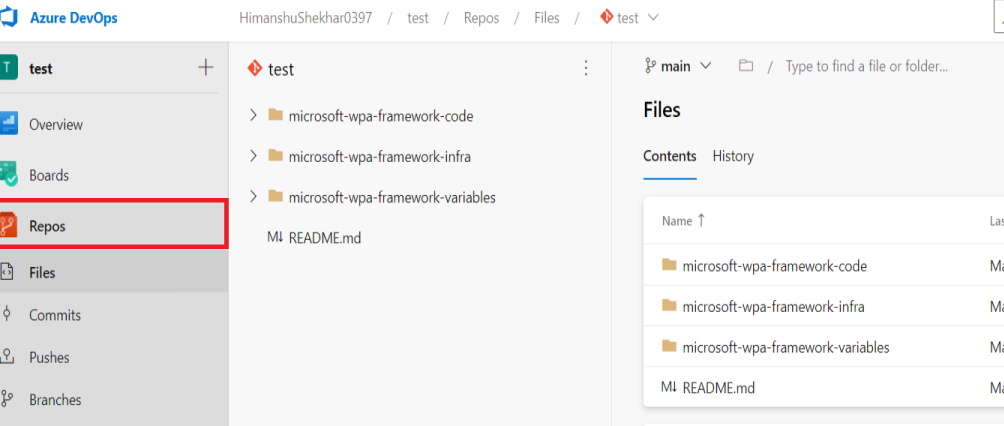 Azure DevOps
HimanshuShekhar0397 / test / Repos / Files / test
T test
Overview
Boards
Repos
Files
Commits
Pushes
Branches
test
microsoft-wpa-framework-code
microsoft-wpa-framework-infra
microsoft-wpa-framework-variables
M↓ README.md
main / Type to find a file or folder...
Files
Contents History
Name ↑ Las
microsoft-wpa-framework-code Ma
microsoft-wpa-framework-infra Ma
microsoft-wpa-framework-variables Ma
M↓ README.md Ma